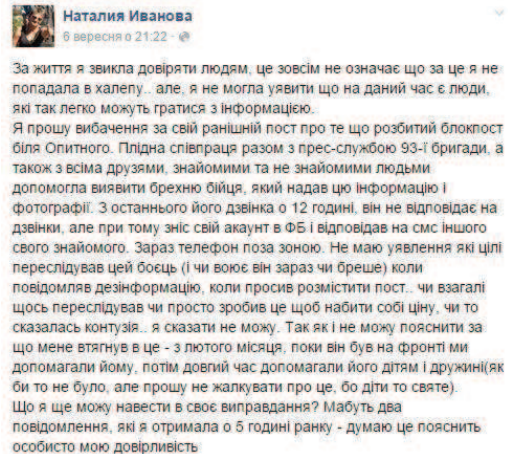 Наталия Иванова
6 вересня о 21:22 ·
За життя я звикла довіряти людям, це зовсім не означає що за це я не
попадала в халепу.. але, я не могла уявити що на даний час є люди,
які так легко можуть гратися з інформацією.
Я прошу вибачення за свій ранішній пост про те що розбитий блокпост
біля Опитного. Плідна співпраця разом з прес-службою 93-ї бригади, а
також з всіма друзями, знайомими та не знайомими людьми
допомогла виявити брехню бійця, який надав цю інформацію і
фотографії. З останнього його дзвінка о 12 годині, він не відповідає на
дзвінки, але при тому зніс свій акаунт в ФБ і відповідав на смс іншого
свого знайомого. Зараз телефон поза зоною. Не маю уявлення які цілі
переслідував цей боєць (і чи воює він зараз чи бреше) коли
повідомляв дезінформацію, коли просив розмістити пост.. чи взагалі
щось переслідував чи просто зробив це щоб набити собі ціну, чи то
сказалась контузія.. я сказати не можу. Так як і не можу пояснити за
що мене втягнув в це - з лютого місяця, поки він був на фронті ми
допомагали йому, потім довгий час допомагали його дітям і дружині(як
би то не було, але прошу не жалкувати про це, бо діти то святе).
Що я ще можу навести в своє виправдання? Мабуть два
повідомлення, які я отримала о 5 годині ранку - думаю це пояснить
особисто мою довірливість